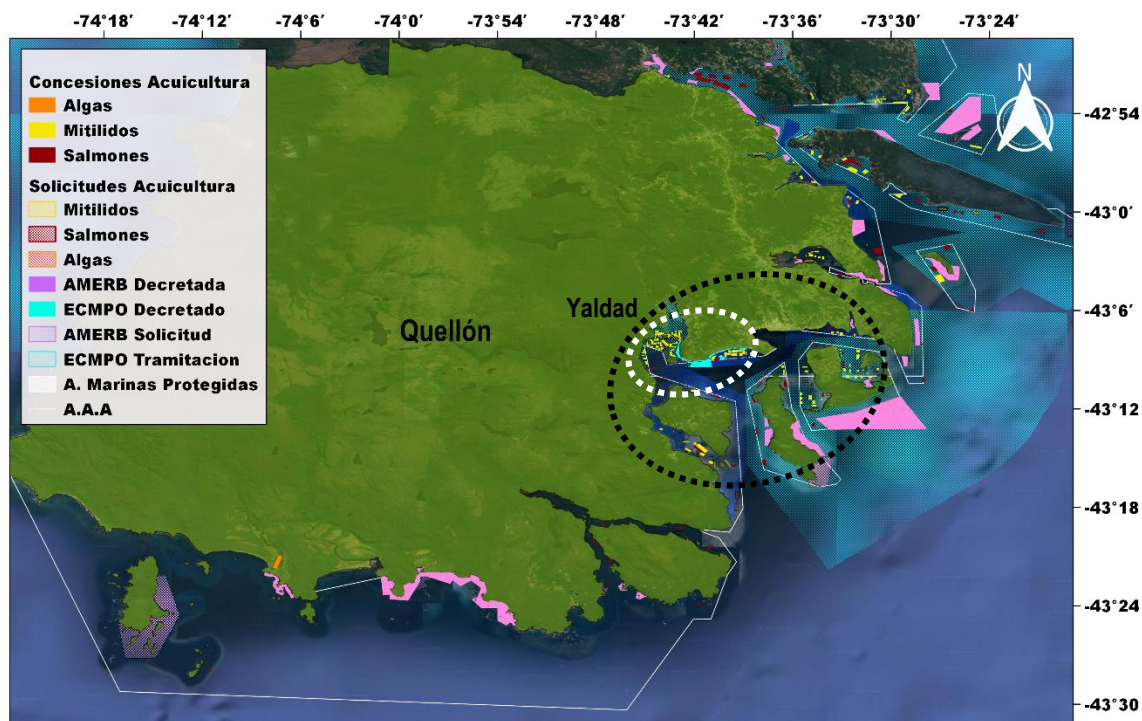 -74°18' -74°12' -74°6' -74°0' -73°54' -73°48' -73°42' -73°36' -73°30' -73°24'
Concesiones Acuicultura
Algas
Mitilidos
Salmones
Solicitudes Acuicultura
Mitilidos
Salmones
Algas
AMERB Decretada
ECMPO Decretado
AMERB Solicitud
ECMPO Tramitacion
A. Marinas Protegidas
A.A.A
N
Yaldad
Quellón
-42°54
-43°0′
-43°6′
-43°12
-43°18
-43°24
-43°30